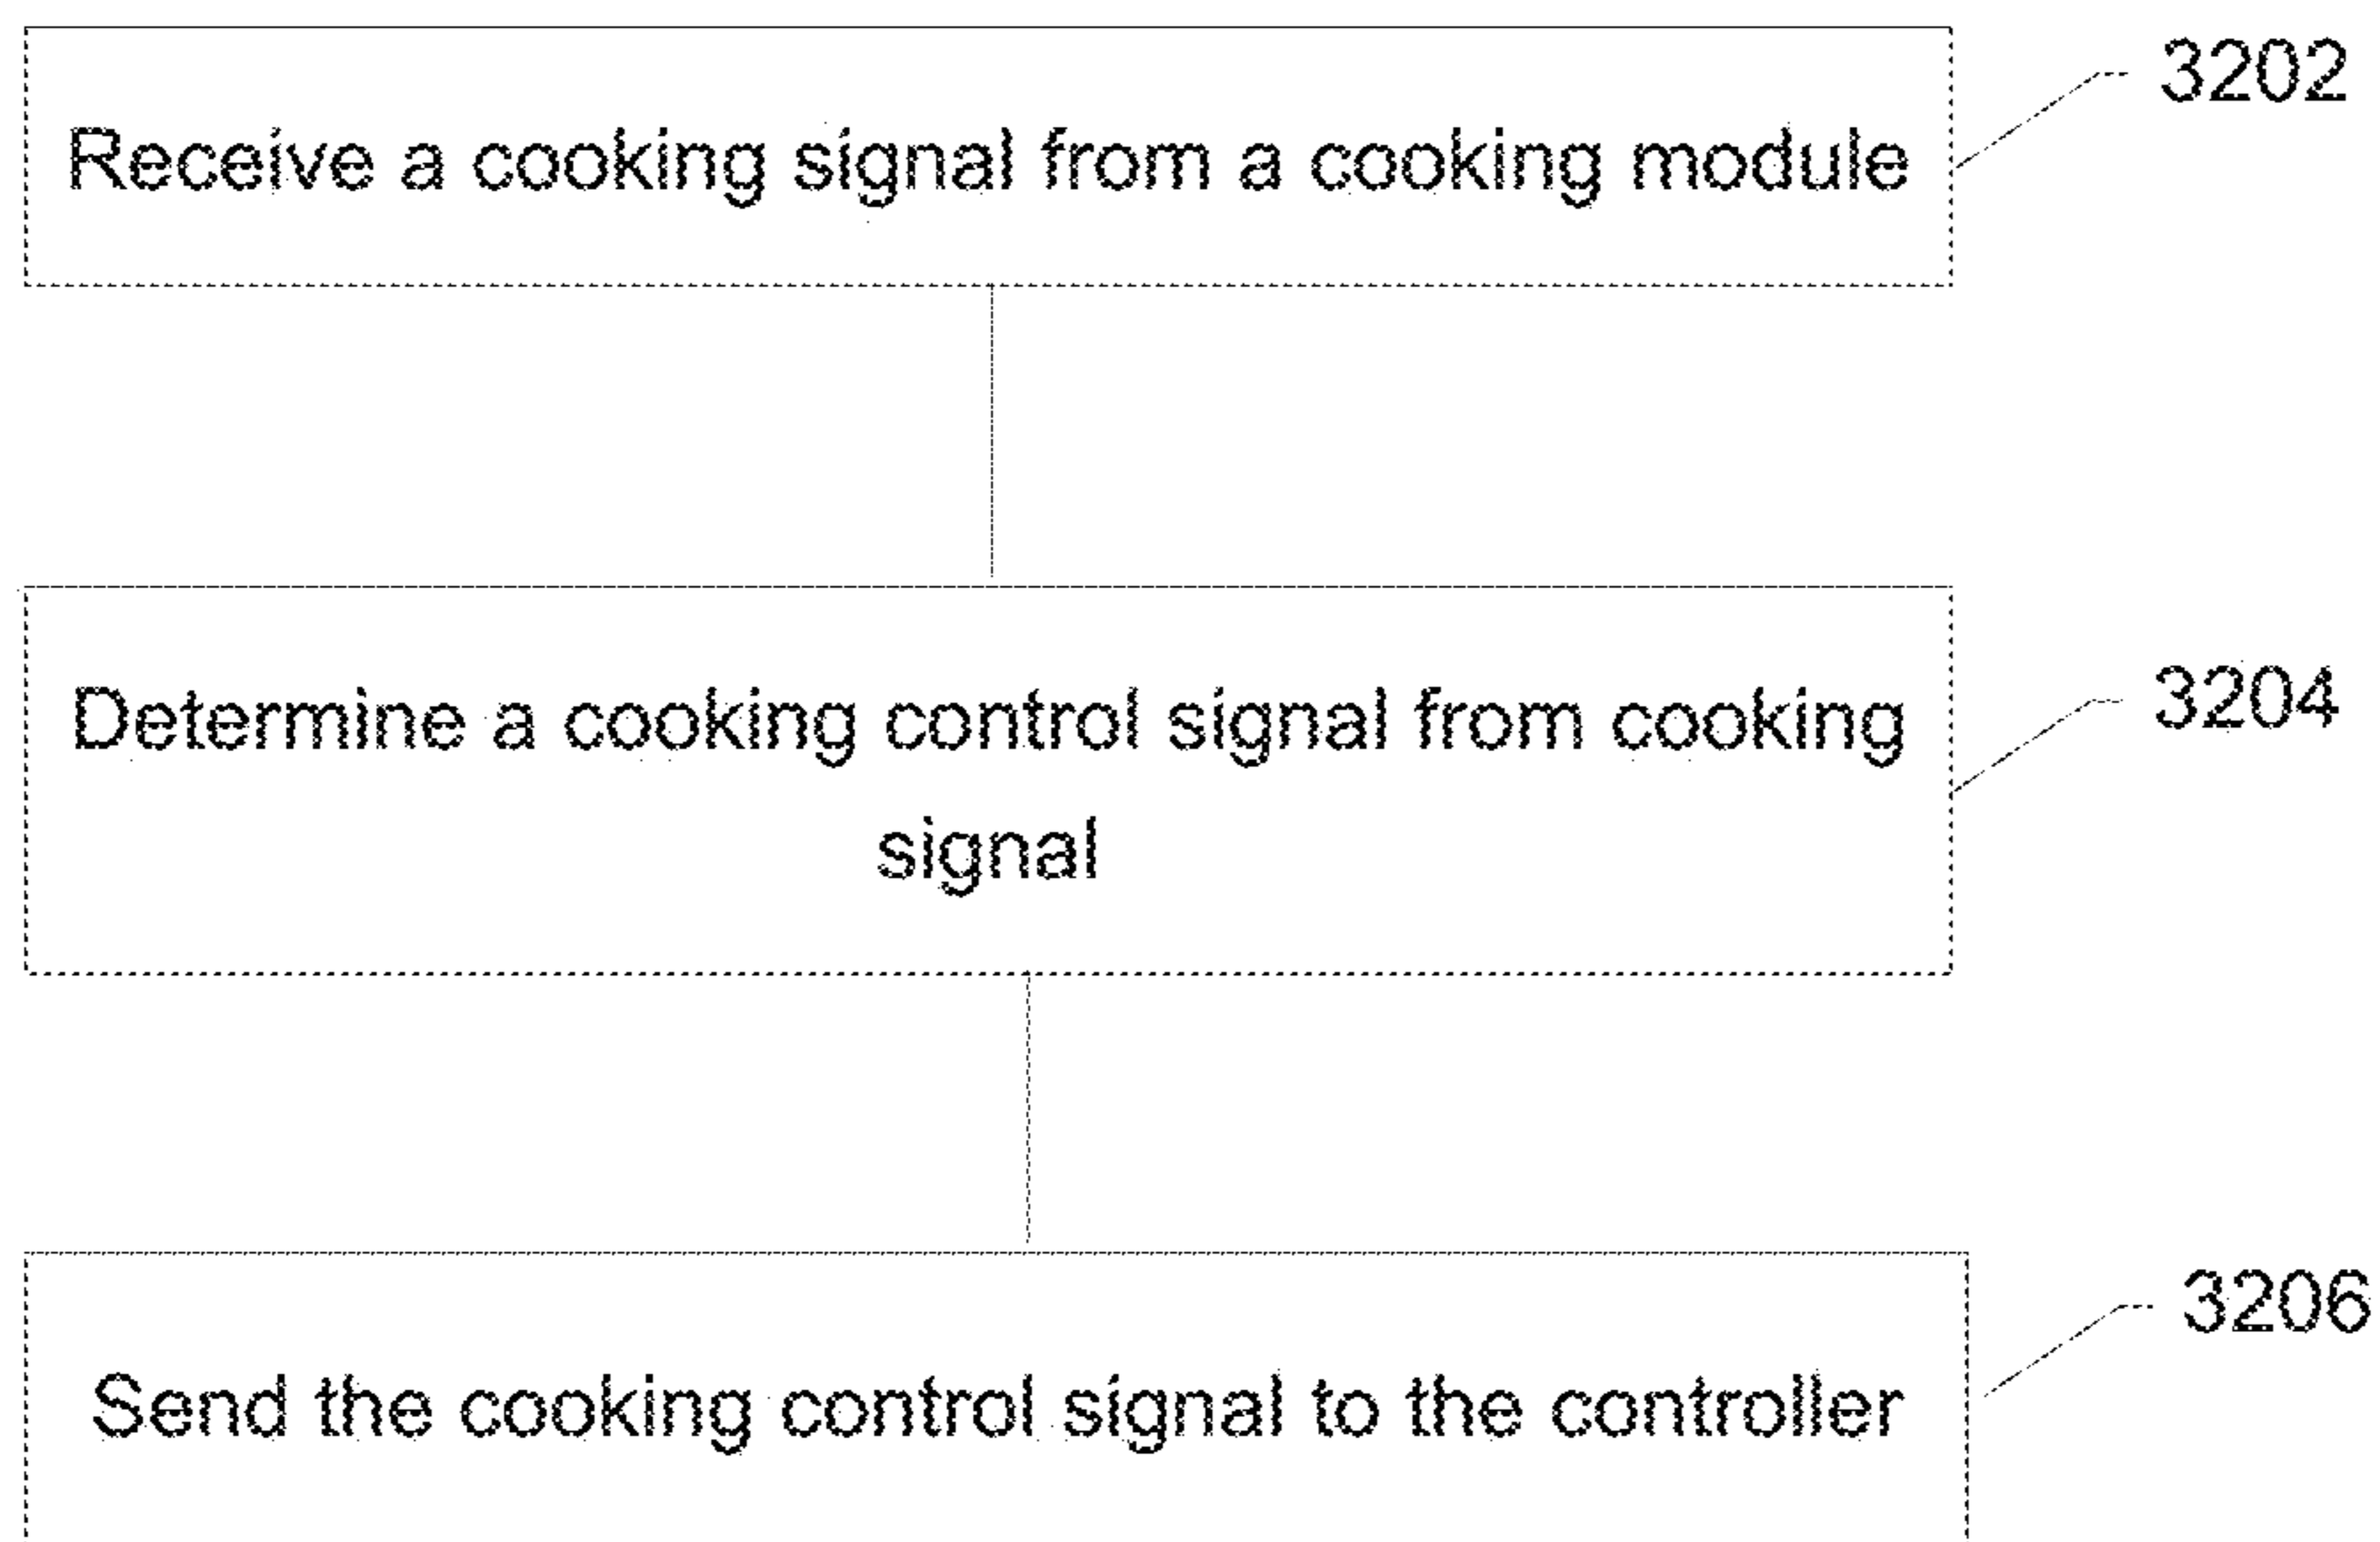 3202
Receive a cooking signal from a cooking module
3204
Determine a cooking control signal from cooking
signal
3206
Send the cooking control signal to the controller